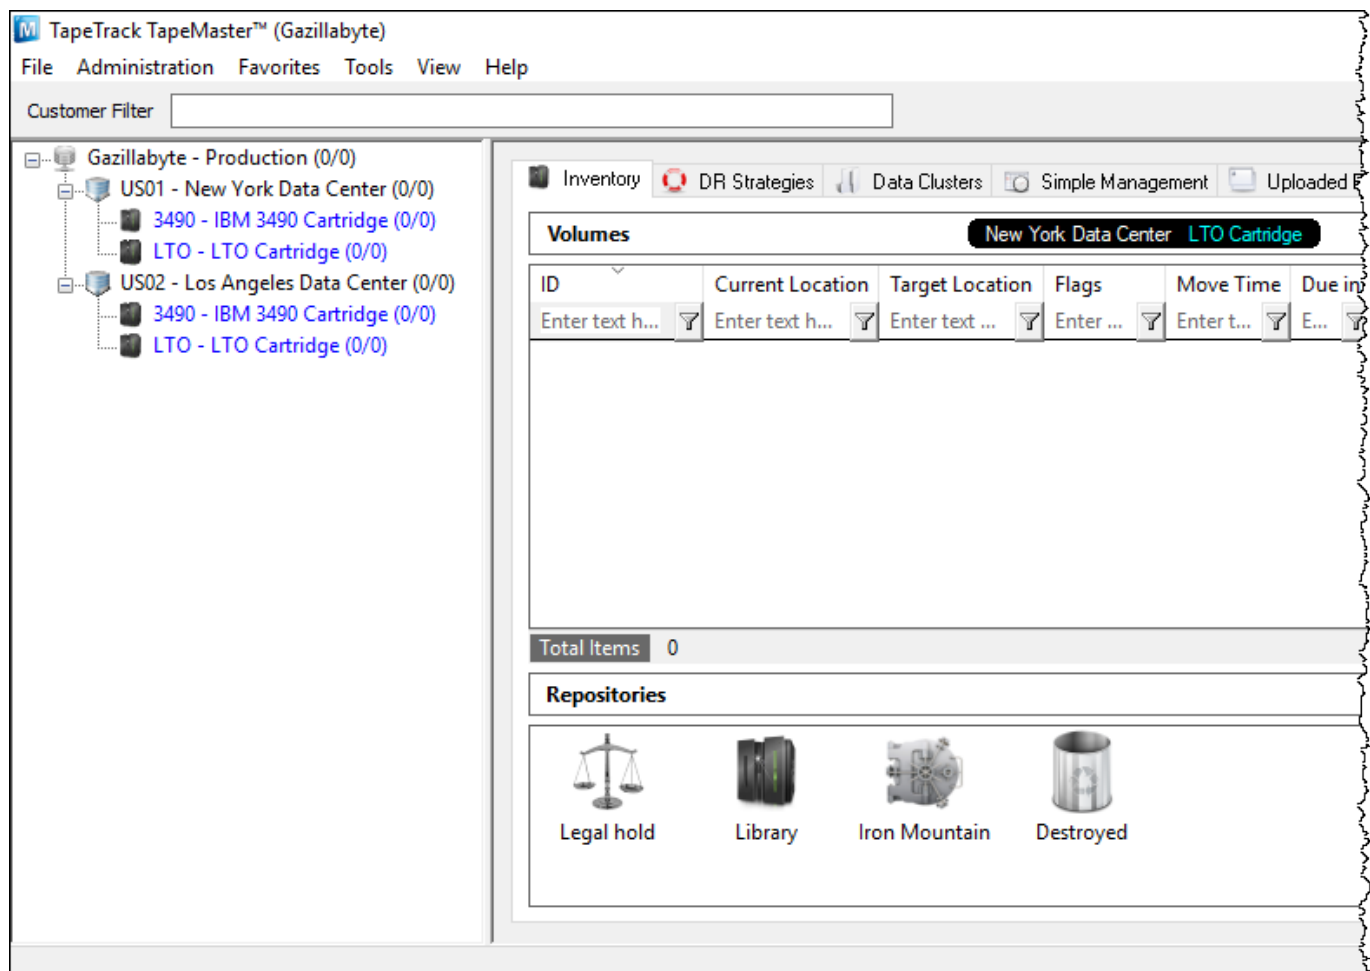 TapeTrack TapeMaster™ (Gazillabyte)
File Administration Favorites Tools View Help
Customer Filter
Gazillabyte - Production (0/0)
US01 - New York Data Center (0/0)
3490 - IBM 3490 Cartridge (0/0)
LTO - LTO Cartridge (0/0)
US02 - Los Angeles Data Center (0/0)
3490 - IBM 3490 Cartridge (0/0)
LTO - LTO Cartridge (0/0)
Inventory DR Strategies Data Clusters Simple Management Uploaded
Volumes New York Data Center LTO Cartridge
ID Current Location Target Location Flags Move Time Due in
Enter text h... Enter text h... Enter text ... Enter ... Enter t... E...
Total Items 0
Repositories
Legal hold Library Iron Mountain Destroyed